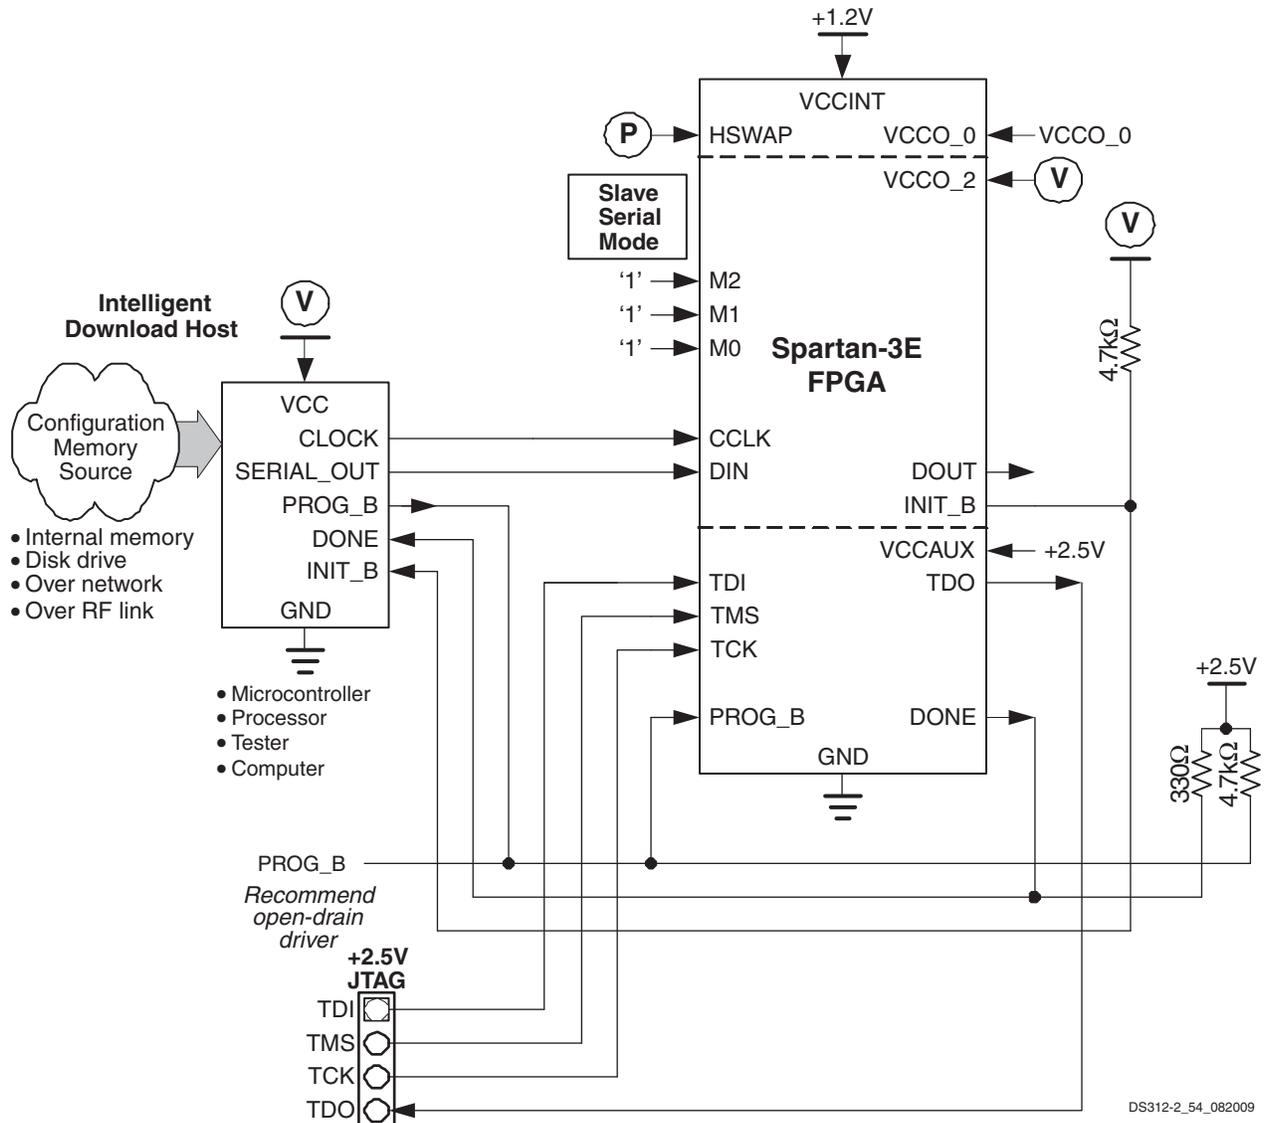 +1.2V
VCCINT
P
HSWAP
VCCO_0
VCCO_0
VCCO_2
V
Slave
Serial
Mode
V
'1'
M2
'1'
M1
'1'
M0
Spartan-3E
FPGA
4.7kΩ
Intelligent
Download Host
V
VCC
Configuration
Memory
Source
CLOCK
SERIAL_OUT
PROG_B
DONE
INIT_B
GND
CCLK
DIN
DOUT
INIT_B
• Internal memory
• Disk drive
• Over network
• Over RF link
VCCAUX
+2.5V
TDI
TDO
TMS
TCK
PROG_B
DONE
GND
• Microcontroller
• Processor
• Tester
• Computer
+2.5V
330Ω
4.7kΩ
PROG_B
Recommend
open-drain
driver
+2.5V
JTAG
TDI
TMS
TCK
TDO
DS312-2_54_082009